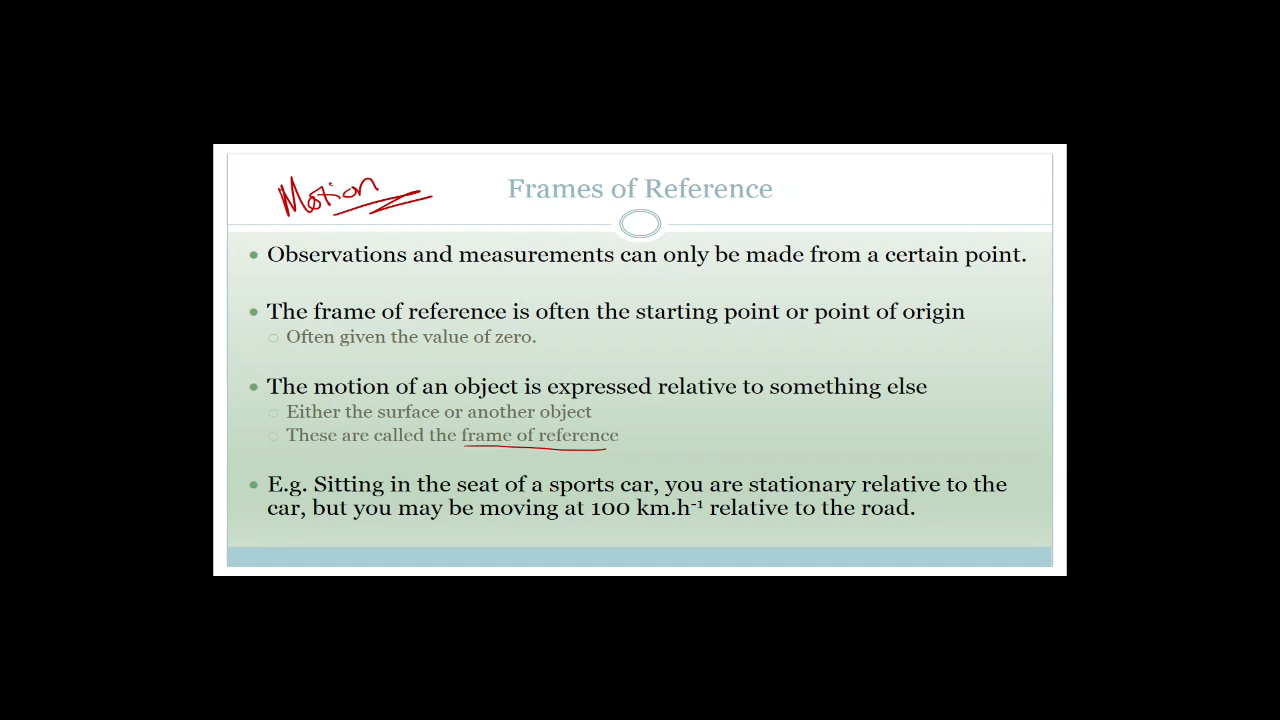 Motion
Frames of Reference
Observations and measurements can only be made from a certain point.
The frame of reference is often the starting point or point of origin
Often given the value of zero.
The motion of an object is expressed relative to something else
Either the surface or another object
These are called the frame of reference
E.g. Sitting in the seat of a sports car, you are stationary relative to the
car, but you may be moving at 100 km.h⁻¹ relative to the road.